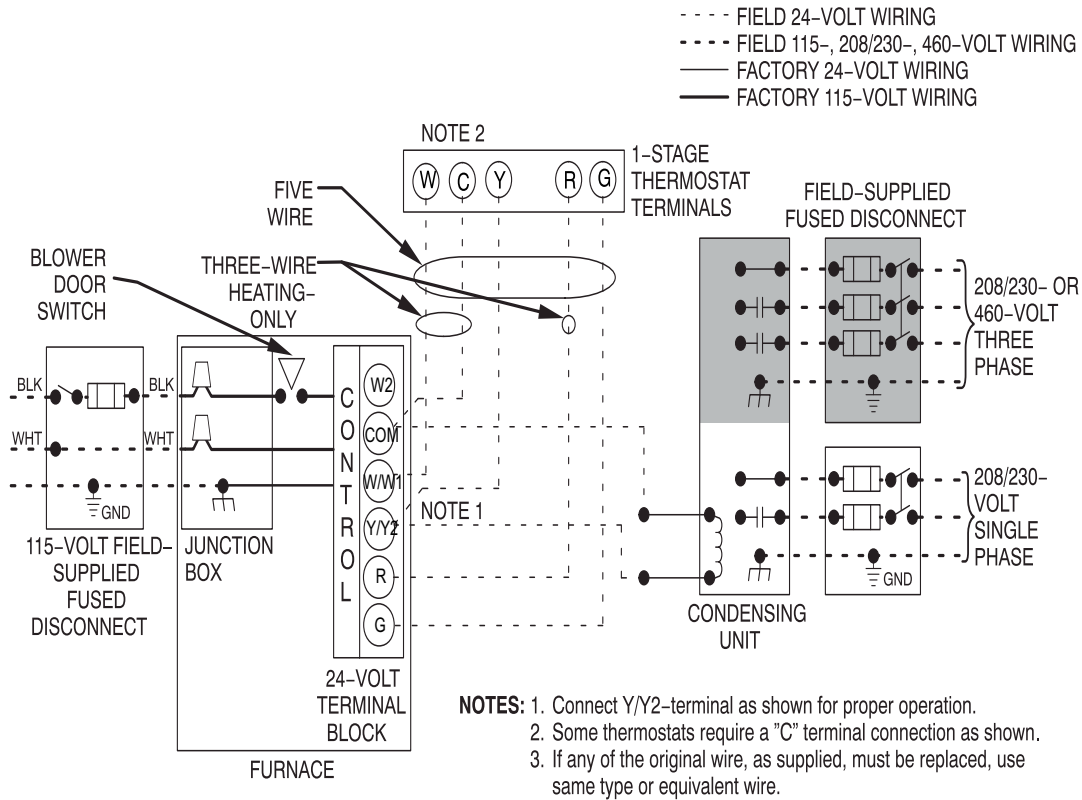 FIELD 24-VOLT WIRING
FIELD 115-, 208/230-, 460-VOLT WIRING
FACTORY 24-VOLT WIRING
FACTORY 115-VOLT WIRING
NOTE 2
W C Y R G
1-STAGE
THERMOSTAT
TERMINALS
FIVE
WIRE
THREE-WIRE
HEATING-
ONLY
BLOWER
DOOR
SWITCH
FIELD-SUPPLIED
FUSED DISCONNECT
208/230- OR
460-VOLT
THREE
PHASE
BLK
BLK
WHT
WHT
GND
CONTROL
W2
COM
W/W1
Y/Y2
R
G
NOTE 1
208/230-
VOLT
SINGLE
PHASE
GND
115-VOLT FIELD-
SUPPLIED
FUSED
DISCONNECT
JUNCTION
BOX
CONDENSING
UNIT
24-VOLT
TERMINAL
BLOCK
FURNACE
NOTES: 1. Connect Y/Y2-terminal as shown for proper operation.
2. Some thermostats require a "C" terminal connection as shown.
3. If any of the original wire, as supplied, must be replaced, use
same type or equivalent wire.